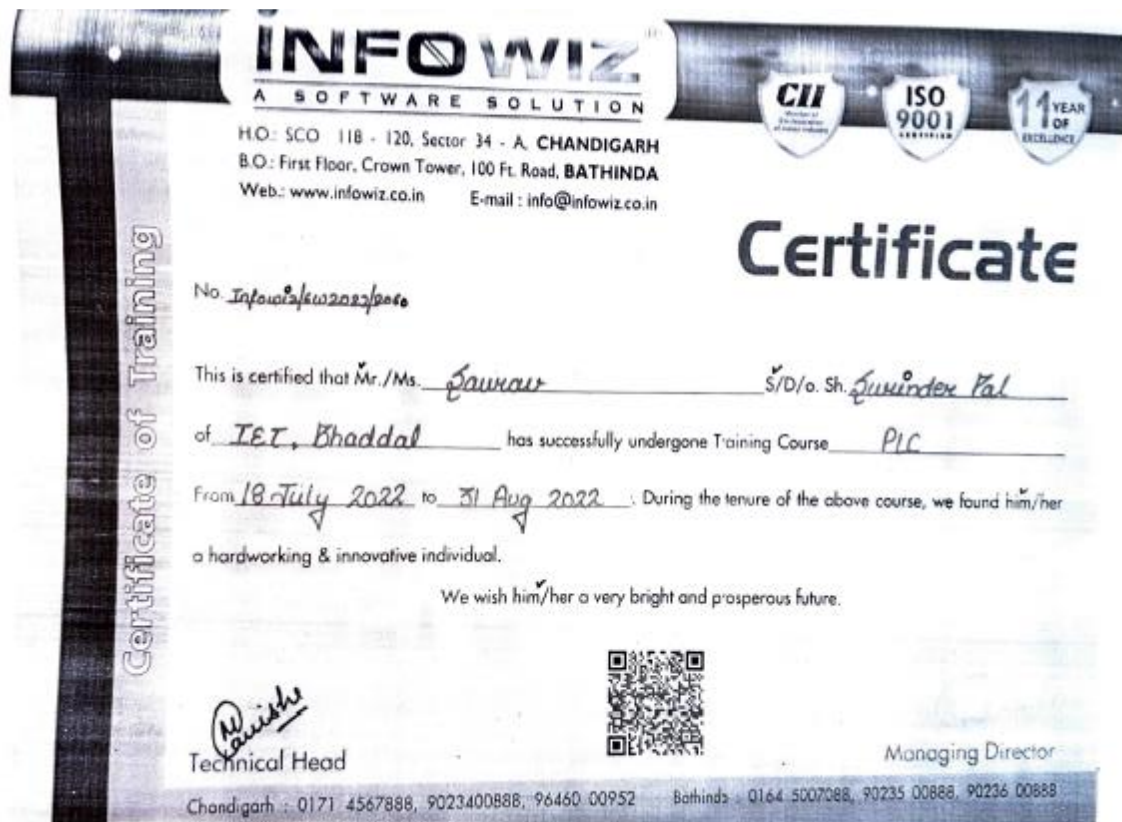 INFOWIZ
A SOFTWARE SOLUTION
H.O.: SCO 118 - 120, Sector 34 - A, CHANDIGARH
B.O.: First Floor, Crown Tower, 100 Ft. Road, BATHINDA
Web.: www.infowiz.co.in E-mail : info@infowiz.co.in
CII
ISO
9001
CERTIFIED
11 YEAR
OF
EXCELLENCE
Certificate
Certificate of Training
No. Infowiz/SW2022/2060
This is certified that Mr./Ms. Saurav S/D/o. Sh. Surinder Pal
of IET, Bhaddal has successfully undergone Training Course PLC
From 18 July 2022 to 31 Aug 2022. During the tenure of the above course, we found him/her
a hardworking & innovative individual.
We wish him/her a very bright and prosperous future.
Manisha
Technical Head
Managing Director
Chandigarh : 0171 4567888, 9023400888, 96460 00952 Bathinda : 0164 5007088, 90235 00888, 90236 00888